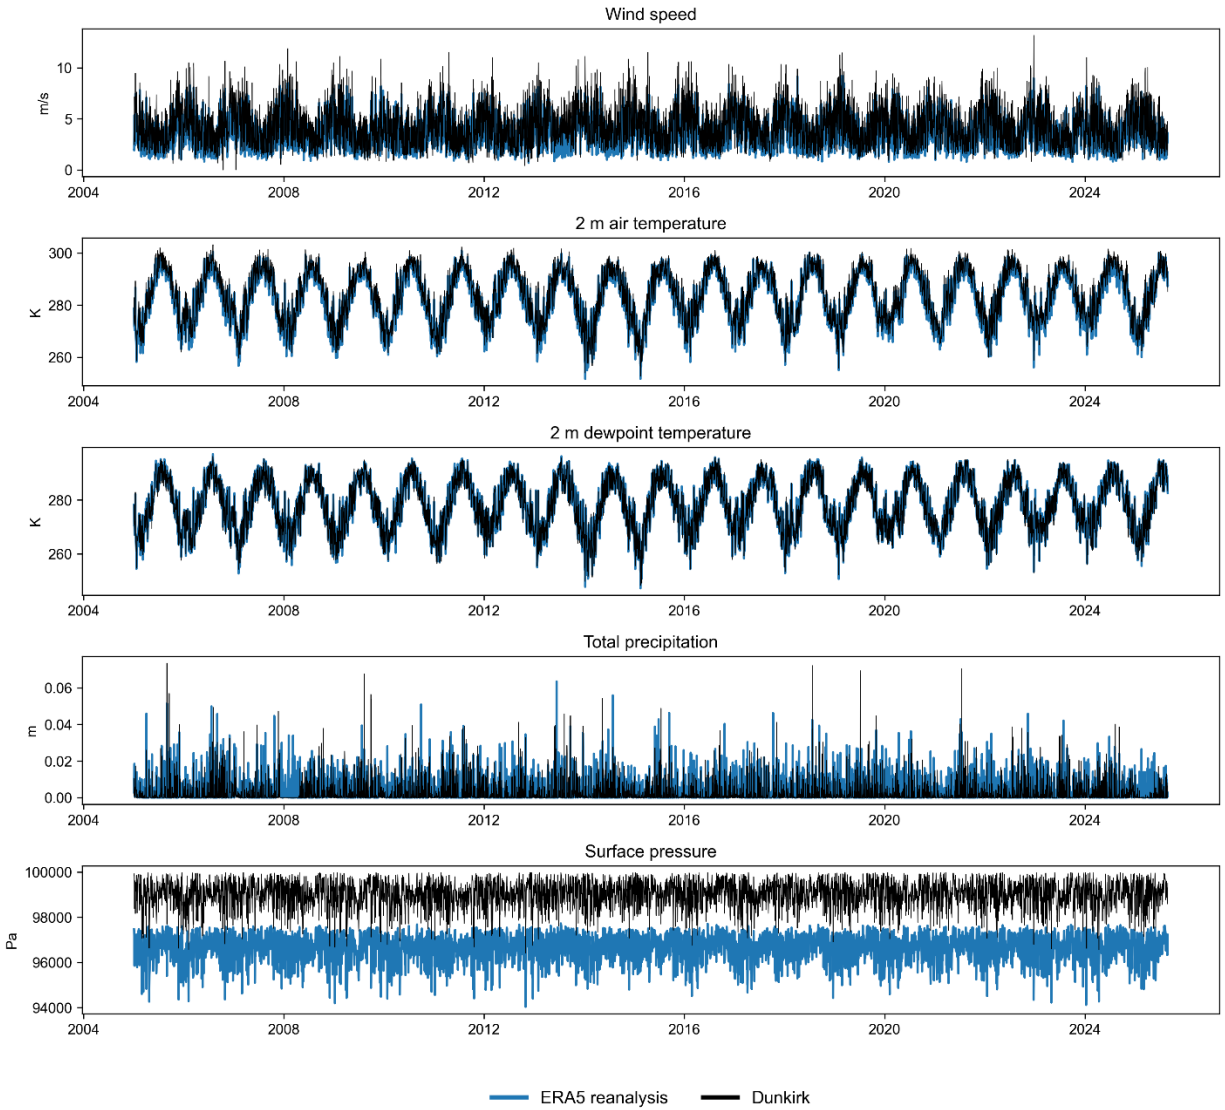 Wind speed
10
5
0
m/s
2004 2008 2012 2016 2020 2024
2 m air temperature
300
280
260
K
2004 2008 2012 2016 2020 2024
2 m dewpoint temperature
280
260
K
2004 2008 2012 2016 2020 2024
Total precipitation
0.06
0.04
0.02
0.00
m
2004 2008 2012 2016 2020 2024
Surface pressure
100000
98000
96000
94000
Pa
2004 2008 2012 2016 2020 2024
ERA5 reanalysis Dunkirk